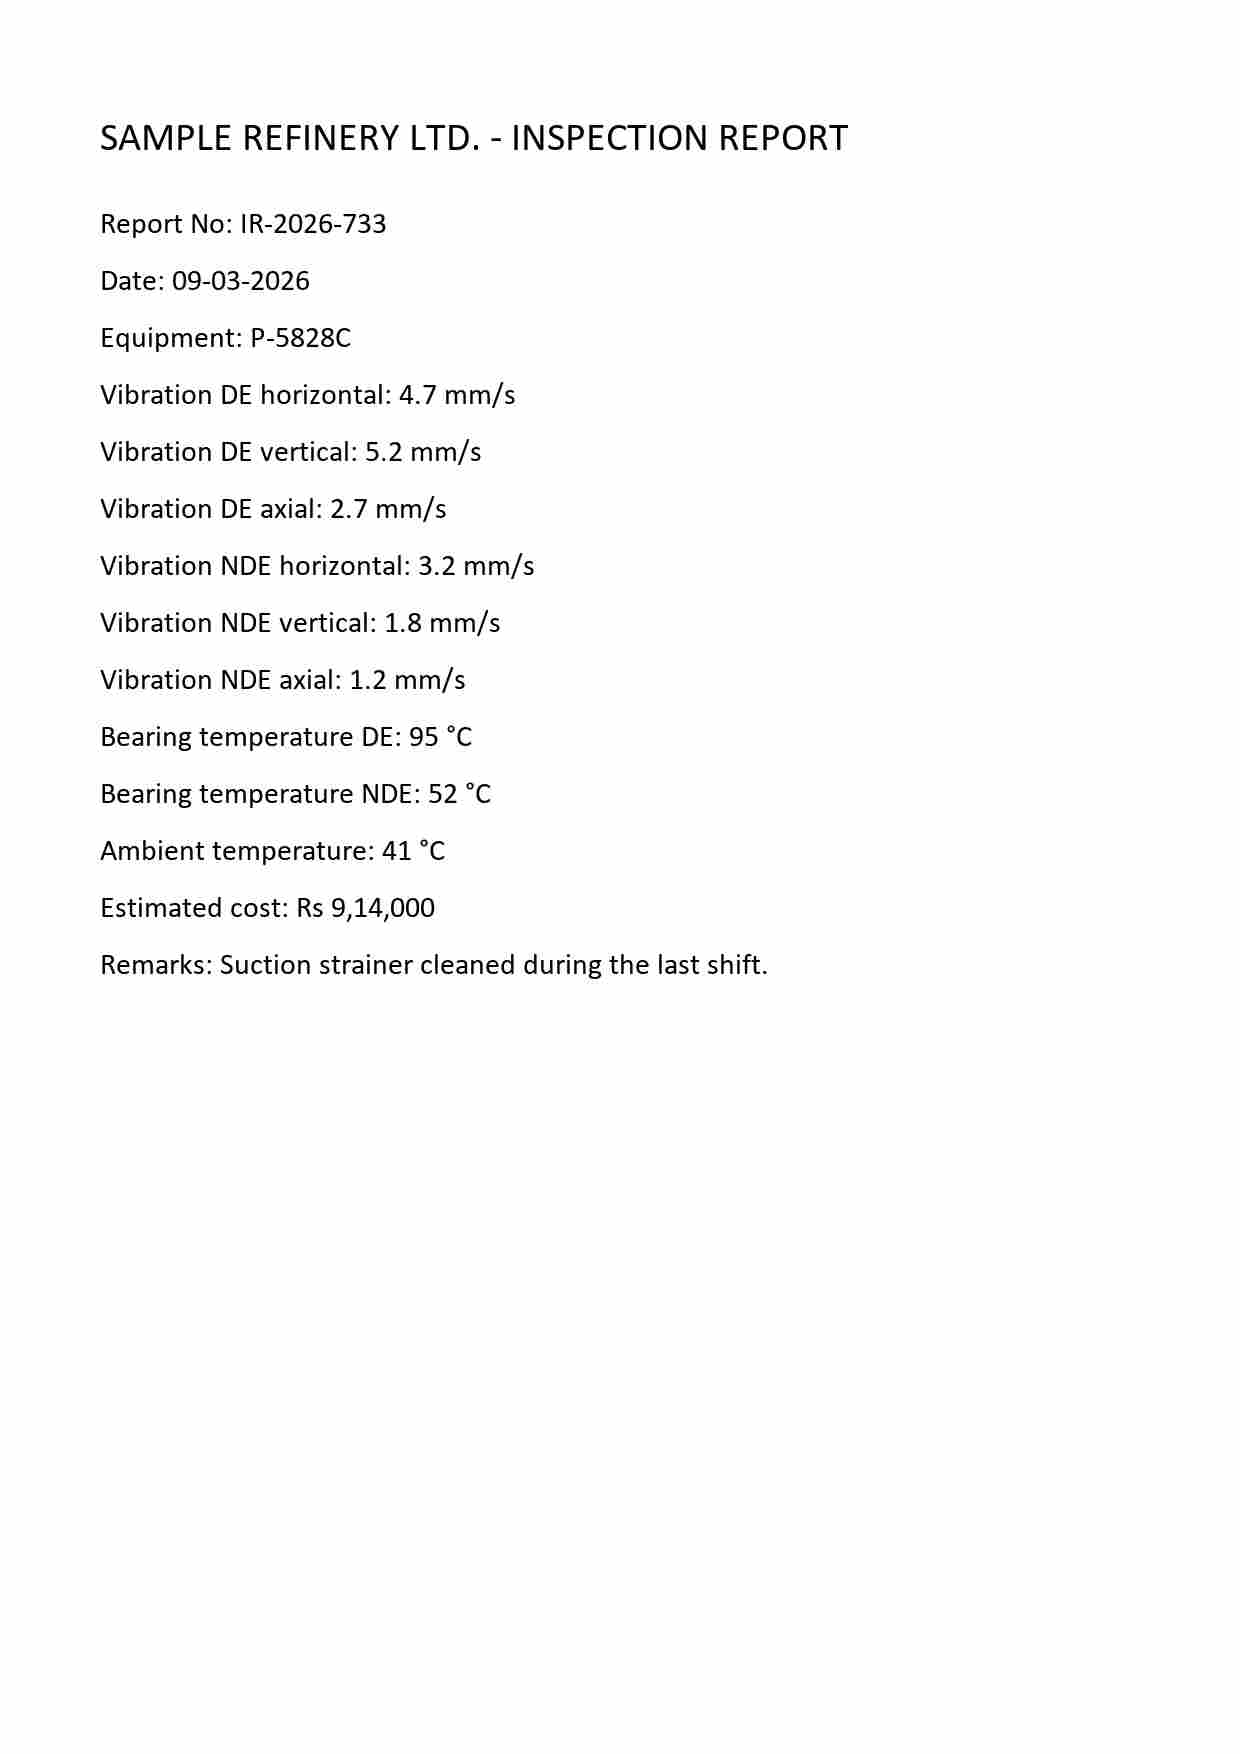 SAMPLE REFINERY LTD. - INSPECTION REPORT
Report No: IR-2026-733
Date: 09-03-2026
Equipment: P-5828C
Vibration DE horizontal: 4.7 mm/s
Vibration DE vertical: 5.2 mm/s
Vibration DE axial: 2.7 mm/s
Vibration NDE horizontal: 3.2 mm/s
Vibration NDE vertical: 1.8 mm/s
Vibration NDE axial: 1.2 mm/s
Bearing temperature DE: 95 °C
Bearing temperature NDE: 52 °C
Ambient temperature: 41 °C
Estimated cost: Rs 9,14,000
Remarks: Suction strainer cleaned during the last shift.